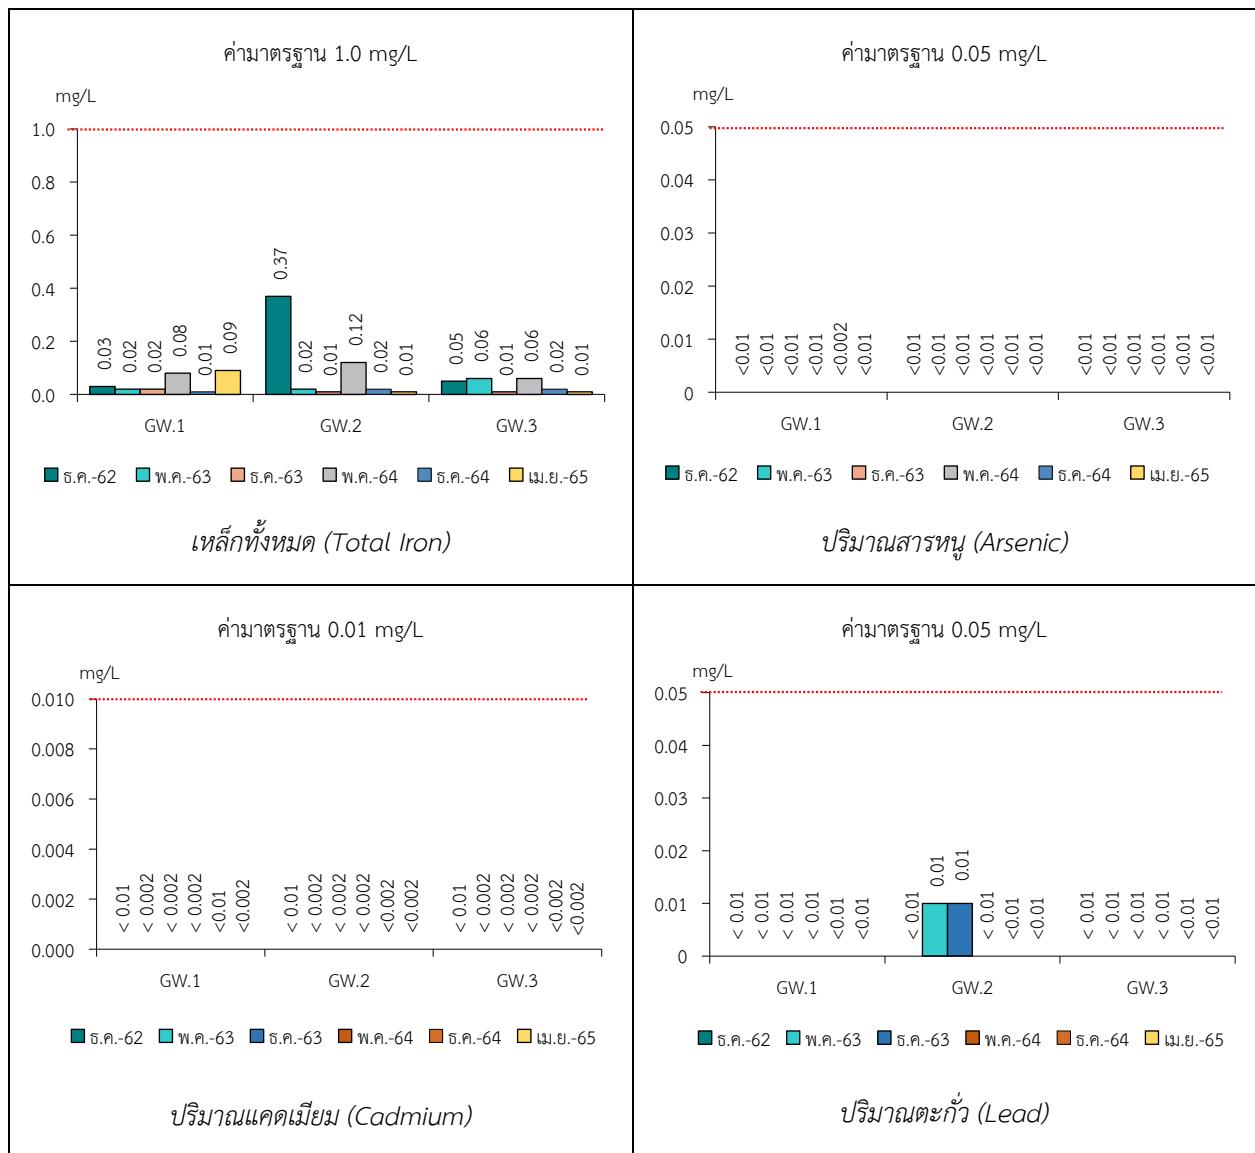 ค่ามาตรฐาน 1.0 mg/L
mg/L
1.0
0.8
0.6
0.4
0.2
0.0
0.03 0.02 0.02 0.08 0.01 0.09
0.37 0.02 0.01 0.12 0.02 0.01
0.05 0.06 0.01 0.06 0.02 0.01
GW.1 GW.2 GW.3
ธ.ค.-62 พ.ค.-63 ธ.ค.-63 พ.ค.-64 ธ.ค.-64 เม.ย.-65
เหล็กทั้งหมด (Total Iron)
ค่ามาตรฐาน 0.05 mg/L
mg/L
0.05
0.04
0.03
0.02
0.01
0
<0.01 <0.01 <0.01 <0.01 <0.002 <0.01
<0.01 <0.01 <0.01 <0.01 <0.01 <0.01
<0.01 <0.01 <0.01 <0.01 <0.01 <0.01
GW.1 GW.2 GW.3
ธ.ค.-62 พ.ค.-63 ธ.ค.-63 พ.ค.-64 ธ.ค.-64 เม.ย.-65
ปริมาณสารหนู (Arsenic)
ค่ามาตรฐาน 0.01 mg/L
mg/L
0.010
0.008
0.006
0.004
0.002
0.000
< 0.01 < 0.002 < 0.002 < 0.002 <0.01 <0.002
< 0.01 < 0.002 < 0.002 < 0.002 <0.002 <0.002
< 0.01 < 0.002 < 0.002 < 0.002 <0.002 <0.002
GW.1 GW.2 GW.3
ธ.ค.-62 พ.ค.-63 ธ.ค.-63 พ.ค.-64 ธ.ค.-64 เม.ย.-65
ปริมาณแคดเมียม (Cadmium)
ค่ามาตรฐาน 0.05 mg/L
mg/L
0.05
0.04
0.03
0.02
0.01
0
< 0.01 < 0.01 < 0.01 < 0.01 <0.01 <0.01
< 0.01 0.01 0.01 < 0.01 <0.01 <0.01
< 0.01 < 0.01 < 0.01 < 0.01 <0.01 <0.01
GW.1 GW.2 GW.3
ธ.ค.-62 พ.ค.-63 ธ.ค.-63 พ.ค.-64 ธ.ค.-64 เม.ย.-65
ปริมาณตะกั่ว (Lead)